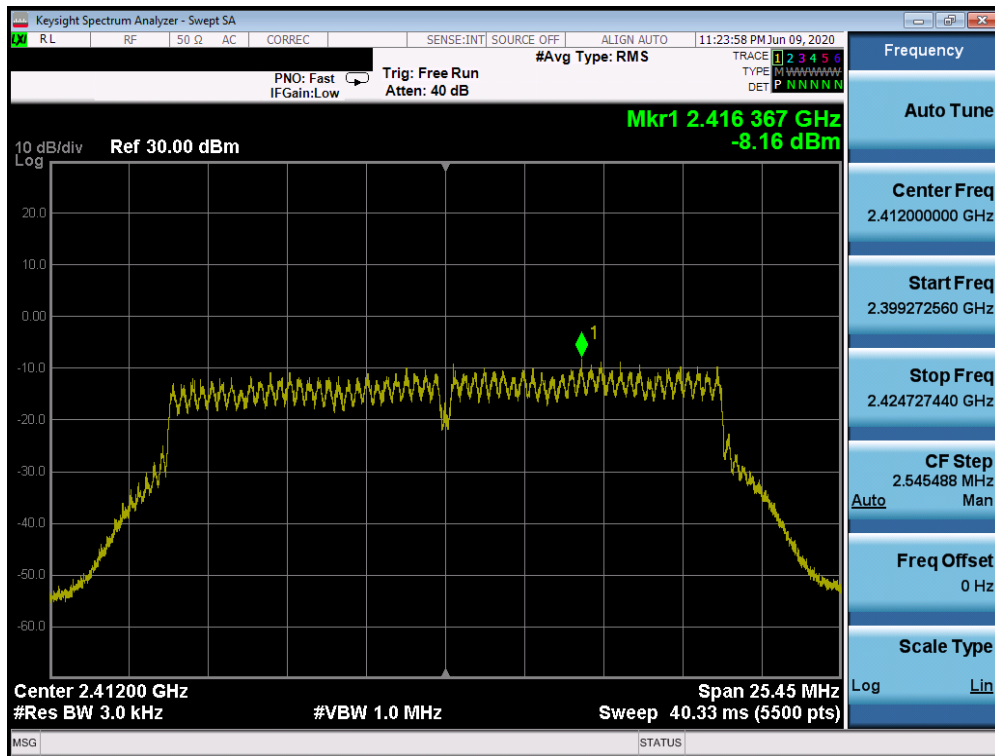 Keysight Spectrum Analyzer - Swept SA
LXI RL RF 50 Ω AC CORREC SENSE:INT SOURCE OFF ALIGN AUTO 11:23:58 PM Jun 09, 2020
#Avg Type: RMS TRACE 1 2 3 4 5 6
PNO: Fast Trig: Free Run TYPE M WWWWW
IFGain:Low Atten: 40 dB DET P N N N N N
Mkr1 2.416 367 GHz
-8.16 dBm
10 dB/div Ref 30.00 dBm
Log
20.0
10.0
0.00
1
-10.0
-20.0
-30.0
-40.0
-50.0
-60.0
Center 2.41200 GHz Span 25.45 MHz
#Res BW 3.0 kHz #VBW 1.0 MHz Sweep 40.33 ms (5500 pts)
MSG STATUS
Frequency
Auto Tune
Center Freq
2.412000000 GHz
Start Freq
2.399272560 GHz
Stop Freq
2.424727440 GHz
CF Step
2.545488 MHz
Auto Man
Freq Offset
0 Hz
Scale Type
Log Lin